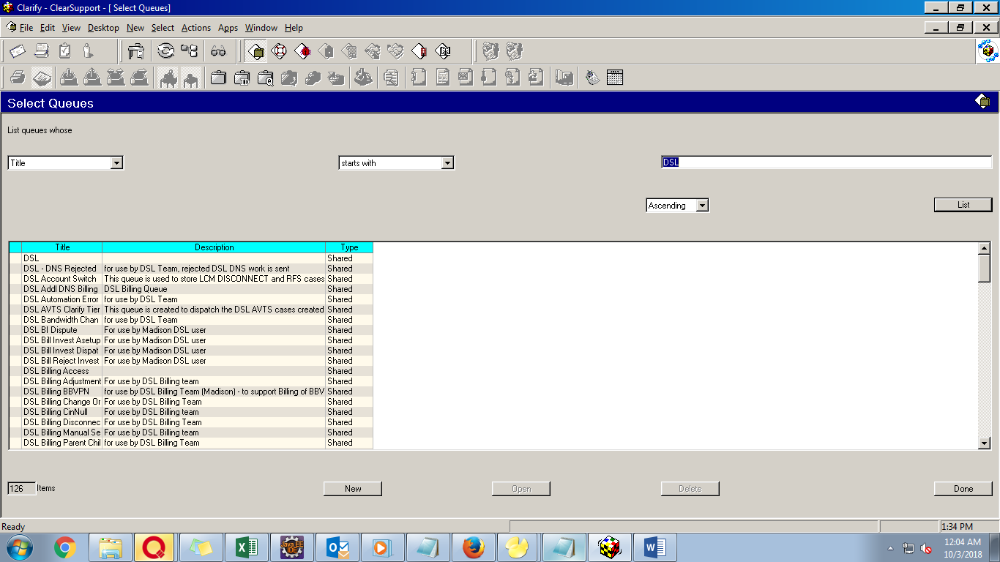 Clarify - ClearSupport - [ Select Queues]
File Edit View Desktop New Select Actions Apps Window Help
Select Queues
List queues whose
Title starts with DSL
Ascending List
Title Description Type
DSL Shared
DSL - DNS Rejected for use by DSL Team, rejected DSL DNS work is sent Shared
DSL Account Switch This queue is used to store LCM DISCONNECT and RFS cases Shared
DSL Addl DNS Billing DSL Billing Queue Shared
DSL Automation Error for use by DSL Team Shared
DSL AVTS Clarify Tier This queue is created to dispatch the DSL AVTS cases created Shared
DSL Bandwidth Chan for use by DSL Team Shared
DSL BI Dispute For use by Madison DSL user Shared
DSL Bill Invest Asetup For use by Madison DSL user Shared
DSL Bill Invest Dispat For use by Madison DSL user Shared
DSL Bill Reject Invest For use by Madison DSL user Shared
DSL Billing Access Shared
DSL Billing Adjustment For use by DSL Billing team Shared
DSL Billing BBVPN for use by DSL Billing Team (Madison) - to support Billing of BBV Shared
DSL Billing Change Or For use by DSL Billing Team Shared
DSL Billing CinNull For use by DSL Billing team Shared
DSL Billing Disconnec For use by DSL Billing Team Shared
DSL Billing Manual Se For use by DSL Billing team Shared
DSL Billing Parent Chil for use by DSL Billing Team Shared
126 Items New Open Delete Done
Ready 1:34 PM
Java EE
IDE
12:04 AM
10/3/2018